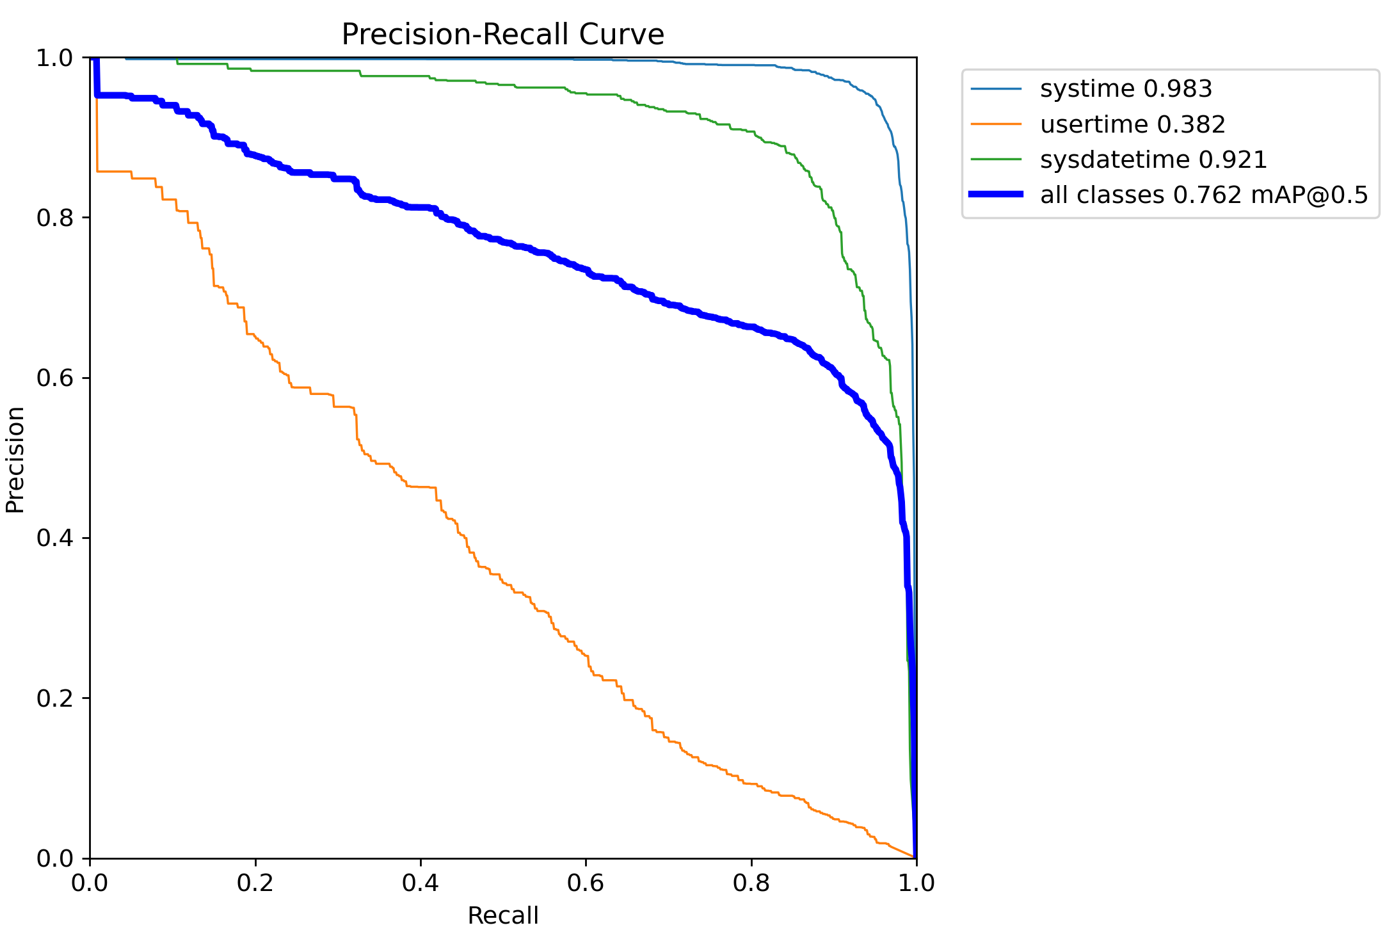 Precision-Recall Curve
1.0
0.8
0.6
0.4
0.2
0.0
Precision
0.0 0.2 0.4 0.6 0.8 1.0
Recall
systime 0.983
usertime 0.382
sysdatetime 0.921
all classes 0.762 mAP@0.5